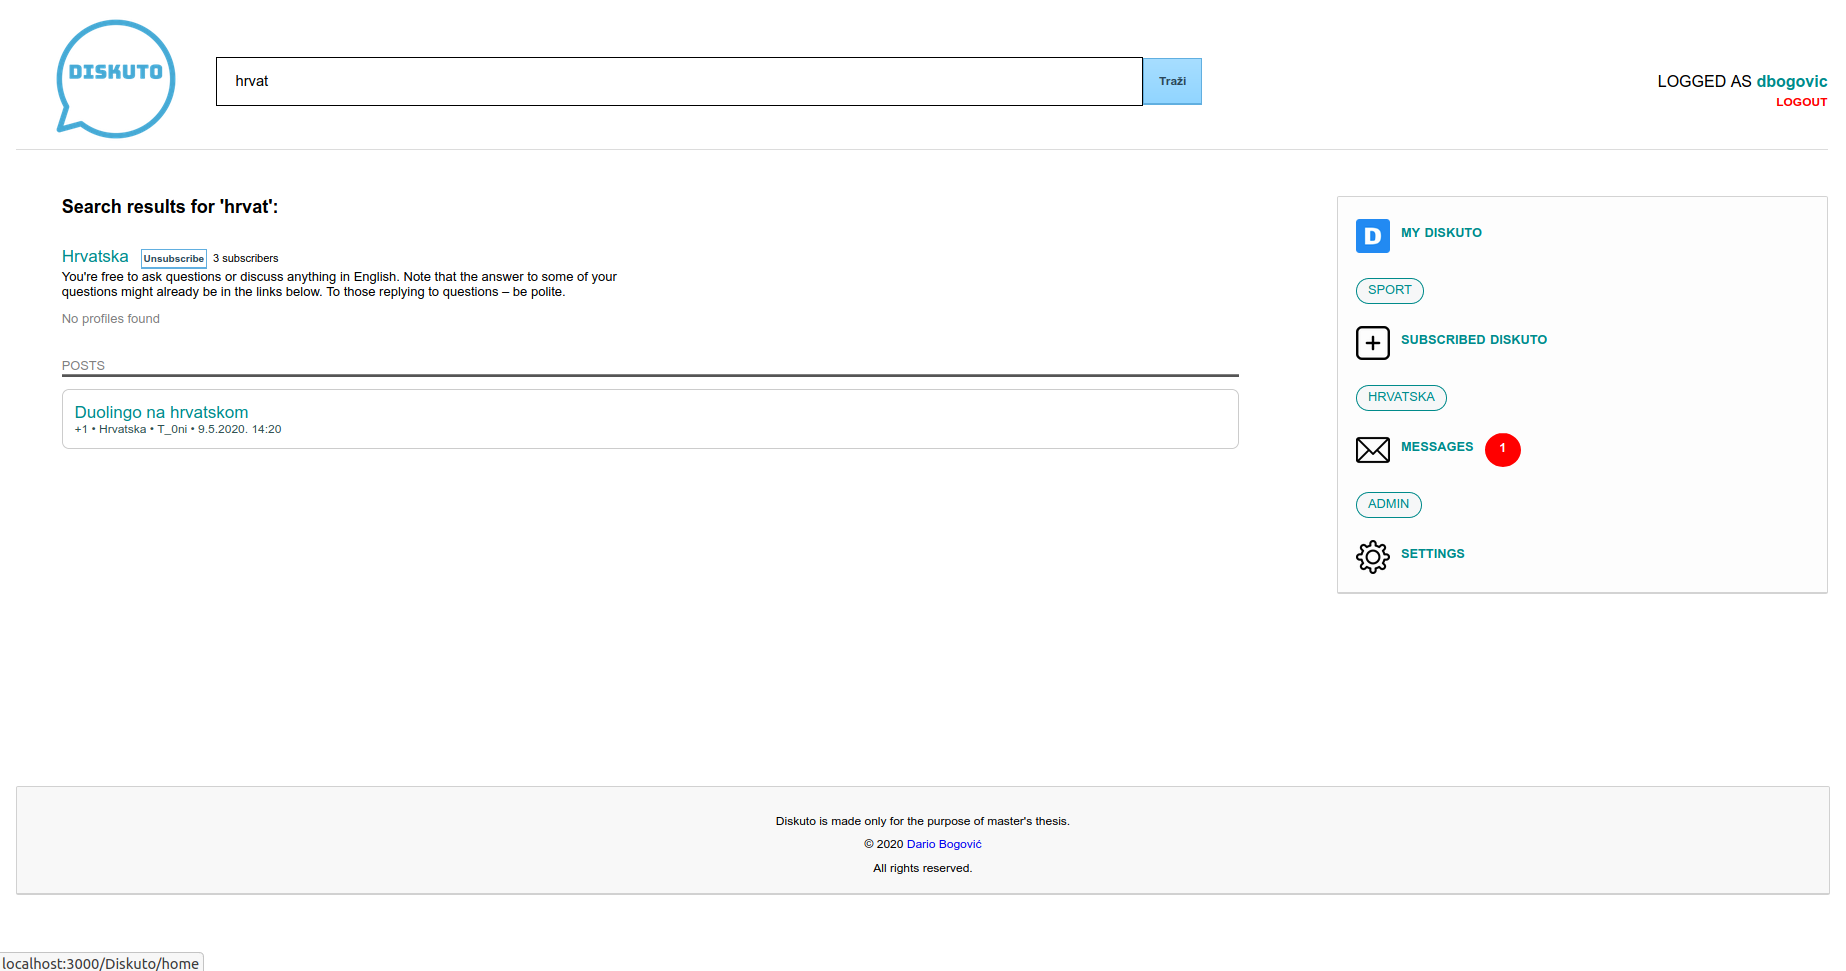 DISKUTO
hrvat
Traži
LOGGED AS dbogovic
LOGOUT
Search results for 'hrvat':
Hrvatska Unsubscribe 3 subscribers
You're free to ask questions or discuss anything in English. Note that the answer to some of your
questions might already be in the links below. To those replying to questions – be polite.
No profiles found
POSTS
Duolingo na hrvatskom
+1 • Hrvatska • T_0ni • 9.5.2020. 14:20
D MY DISKUTO
SPORT
SUBSCRIBED DISKUTO
HRVATSKA
MESSAGES 1
ADMIN
SETTINGS
Diskuto is made only for the purpose of master's thesis.
© 2020 Dario Bogović
All rights reserved.
localhost:3000/Diskuto/home